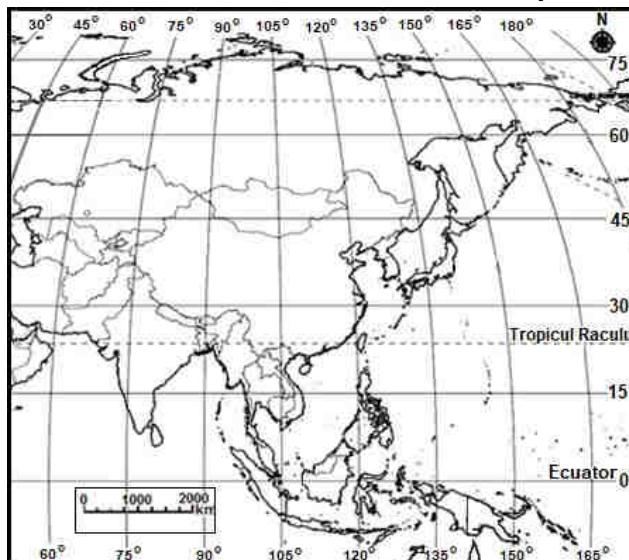 30° 45° 60° 75° 90° 105° 120° 135° 150° 165° 180° N
75
60
45
30
Tropicul Racului
15
Ecuator 0
0 1000 2000
km
60° 75° 90° 105° 120° 135° 150° 165°